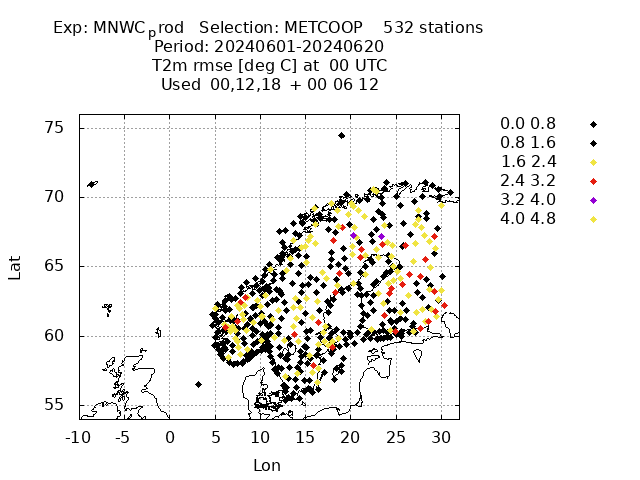 Exp: MNWC prod   Selection: METCOOP    532 stations
Period: 20240601-20240620
T2m rmse [deg C] at  00 UTC
Used  00,12,18  + 00 06 12
75
70
65
60
55
Lat
-10 -5 0 5 10 15 20 25 30
Lon
0.0 0.8
0.8 1.6
1.6 2.4
2.4 3.2
3.2 4.0
4.0 4.8